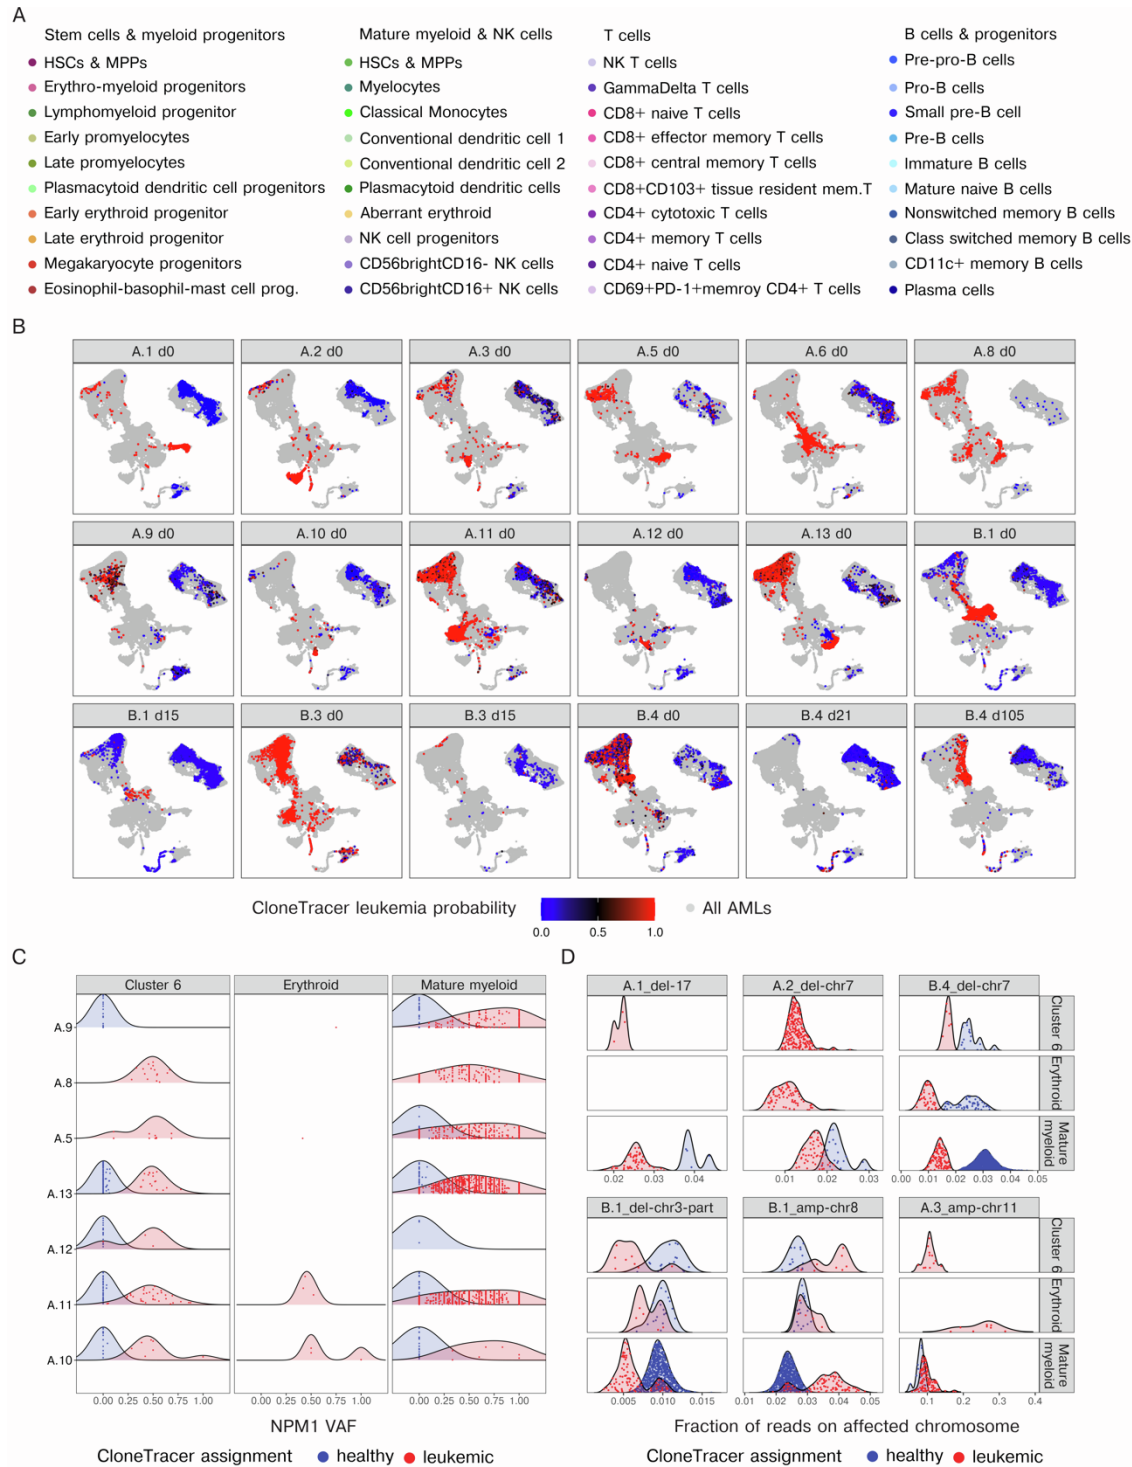 A
Stem cells & myeloid progenitors
HSCs & MPPs
Erythro-myeloid progenitors
Lymphomyeloid progenitor
Early promyelocytes
Late promyelocytes
Plasmacytoid dendritic cell progenitors
Early erythroid progenitor
Late erythroid progenitor
Megakaryocyte progenitors
Eosinophil-basophil-mast cell prog.
Mature myeloid & NK cells
HSCs & MPPs
Myelocytes
Classical Monocytes
Conventional dendritic cell 1
Conventional dendritic cell 2
Plasmacytoid dendritic cells
Aberrant erythroid
NK cell progenitors
CD56brightCD16- NK cells
CD56brightCD16+ NK cells
T cells
NK T cells
GammaDelta T cells
CD8+ naive T cells
CD8+ effector memory T cells
CD8+ central memory T cells
CD8+CD103+ tissue resident mem.T
CD4+ cytotoxic T cells
CD4+ memory T cells
CD4+ naive T cells
CD69+PD-1+memroy CD4+ T cells
B cells & progenitors
Pre-pro-B cells
Pro-B cells
Small pre-B cell
Pre-B cells
Immature B cells
Mature naive B cells
Nonswitched memory B cells
Class switched memory B cells
CD11c+ memory B cells
Plasma cells
B
A.1 d0 A.2 d0 A.3 d0 A.5 d0 A.6 d0 A.8 d0
A.9 d0 A.10 d0 A.11 d0 A.12 d0 A.13 d0 B.1 d0
B.1 d15 B.3 d0 B.3 d15 B.4 d0 B.4 d21 B.4 d105
CloneTracer leukemia probability
0.0 0.5 1.0
All AMLs
C
Cluster 6 Erythroid Mature myeloid
A.9
A.8
A.5
A.13
A.12
A.11
A.10
0.00 0.25 0.50 0.75 1.00 0.00 0.25 0.50 0.75 1.00 0.00 0.25 0.50 0.75 1.00
NPM1 VAF
CloneTracer assignment healthy leukemic
D
A.1_del-17 A.2_del-chr7 B.4_del-chr7
Cluster 6
Erythroid
Mature myeloid
0.02 0.03 0.04 0.00 0.01 0.02 0.03 0.00 0.01 0.02 0.03 0.04 0.05
B.1_del-chr3-part B.1_amp-chr8 A.3_amp-chr11
Cluster 6
Erythroid
Mature myeloid
0.005 0.010 0.015 0.02 0.03 0.04 0.05 0.0 0.1 0.2 0.3 0.4
Fraction of reads on affected chromosome
CloneTracer assignment healthy leukemic